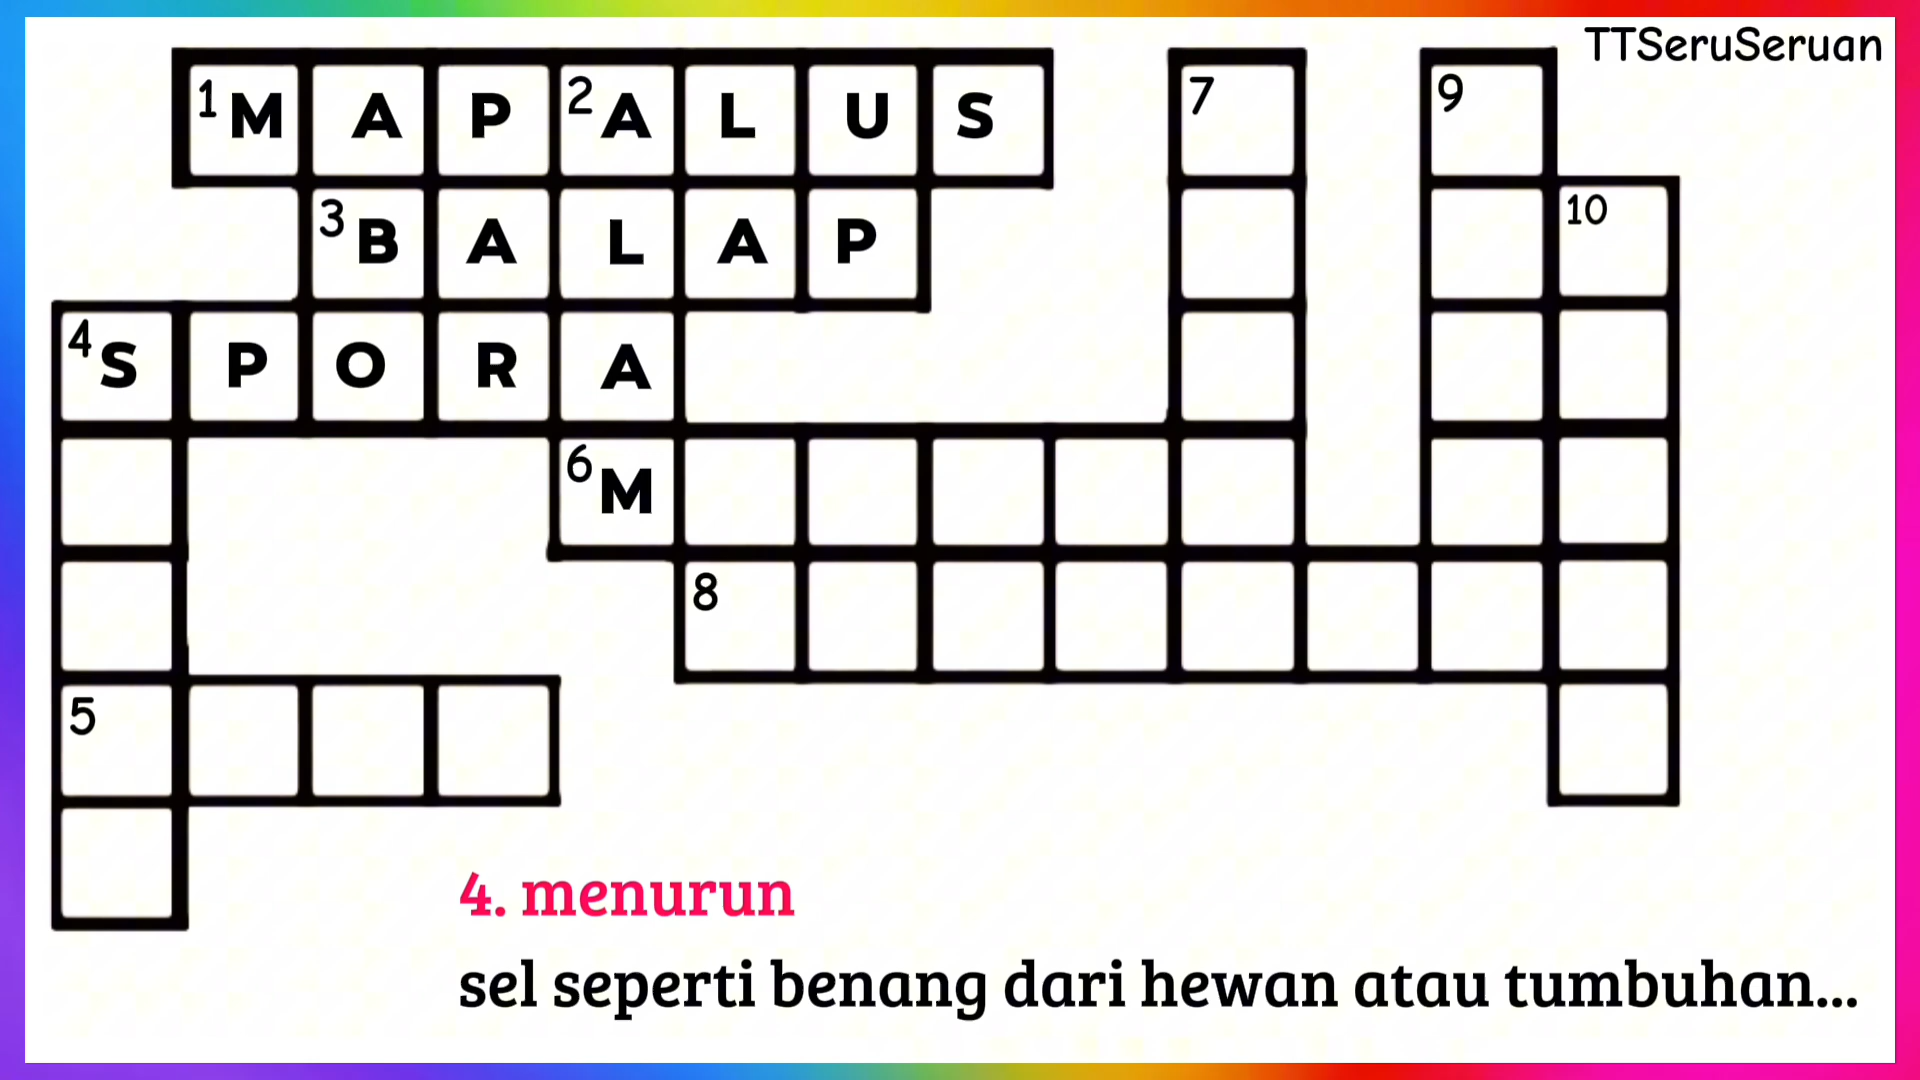 TTSeruSeruan
1 M A P 2 A L U S 7 9
3 B A L A P 10
4 S P O R A
6 M
8
5
4. menurun
sel seperti benang dari hewan atau tumbuhan...